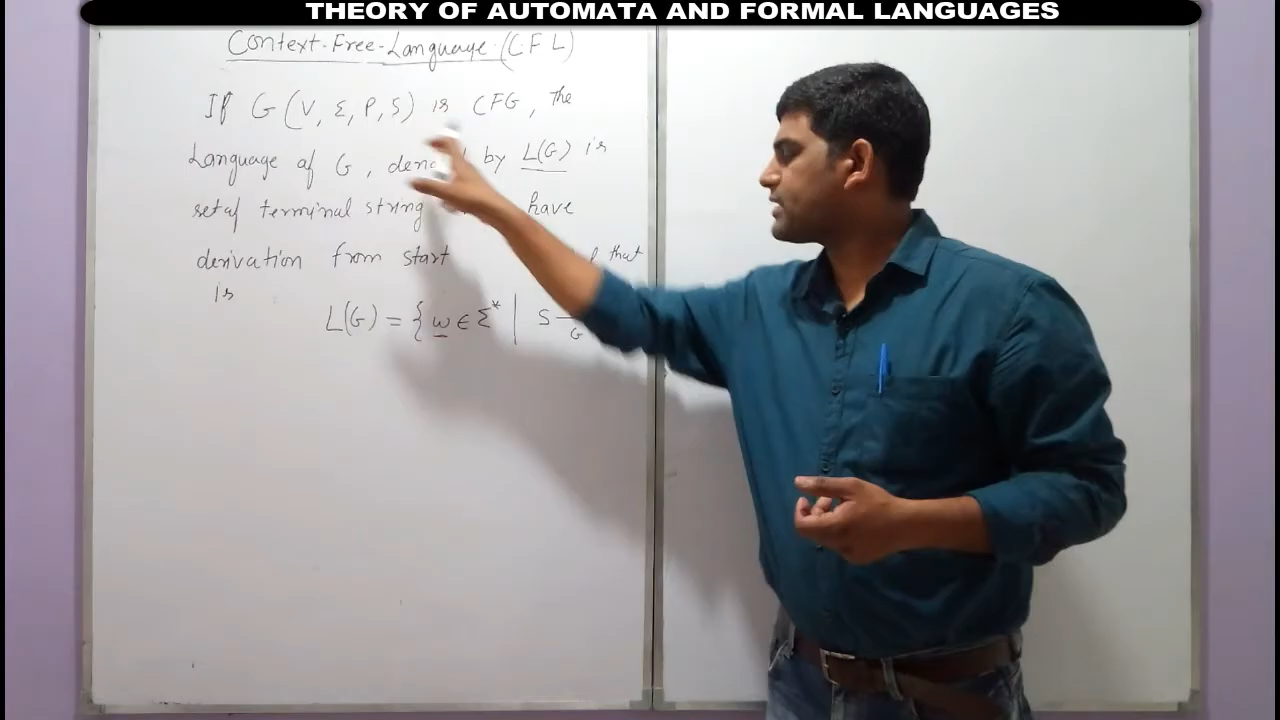 THEORY OF AUTOMATA AND FORMAL LANGUAGES
Context-Free-Language (CFL)
If G (V, Σ, P, S) is CFG, the
Language of G, by L(G) is
set of terminal string have
derivation from start that
is
L(G) = { w ∈ Σ* | S G